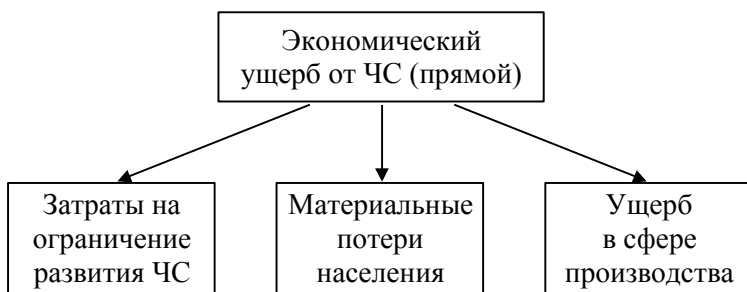 Экономический
ущерб от ЧС (прямой)
Затраты на
ограничение
развития ЧС
Материальные
потери
населения
Ущерб
в сфере
производства